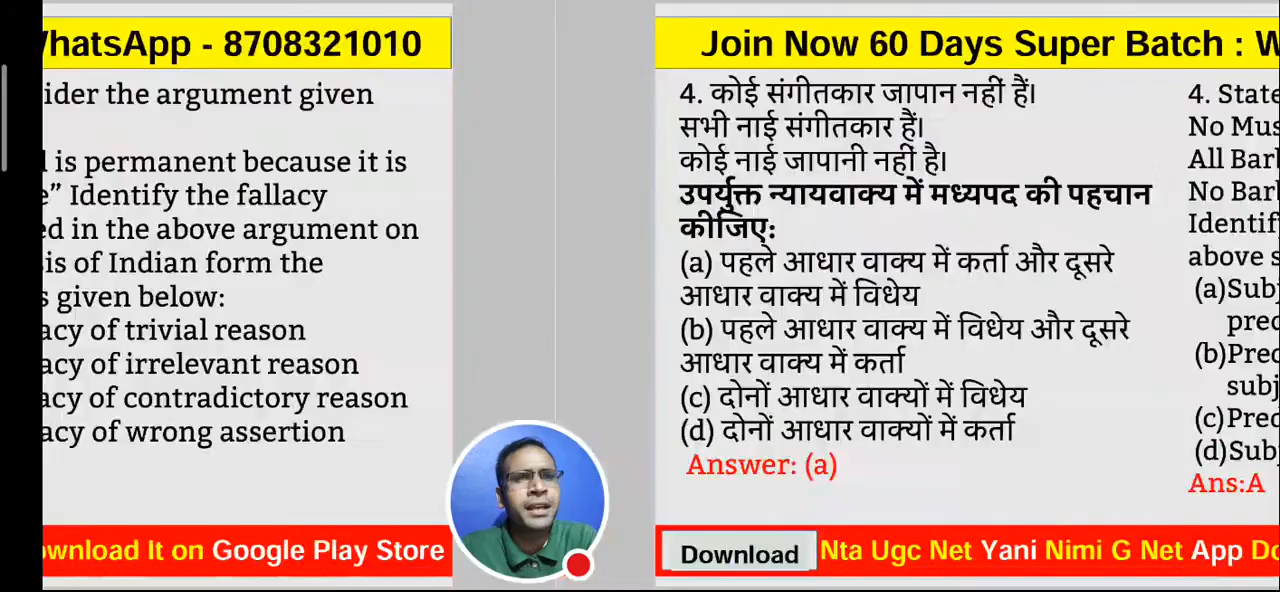 WhatsApp - 8708321010
ider the argument given
is permanent because it is
Identify the fallacy
ed in the above argument on
is of Indian form the
s given below:
acy of trivial reason
acy of irrelevant reason
acy of contradictory reason
acy of wrong assertion
ownload It on Google Play Store
Join Now 60 Days Super Batch : W
4. कोई संगीतकार जापान नहीं हैं।
सभी नाई संगीतकार हैं।
कोई नाई जापानी नहीं है।
उपर्युक्त न्यायवाक्य में मध्यपद की पहचान
कीजिए:
(a) पहले आधार वाक्य में कर्ता और दूसरे
आधार वाक्य में विधेय
(b) पहले आधार वाक्य में विधेय और दूसरे
आधार वाक्य में कर्ता
(c) दोनों आधार वाक्यों में विधेय
(d) दोनों आधार वाक्यों में कर्ता
Answer: (a)
4. State
No Mus
All Barb
No Barb
Identif
above s
(a)Subj
pred
(b)Pred
subj
(c)Pred
(d)Subj
Ans:A
Download Nta Ugc Net Yani Nimi G Net App Do